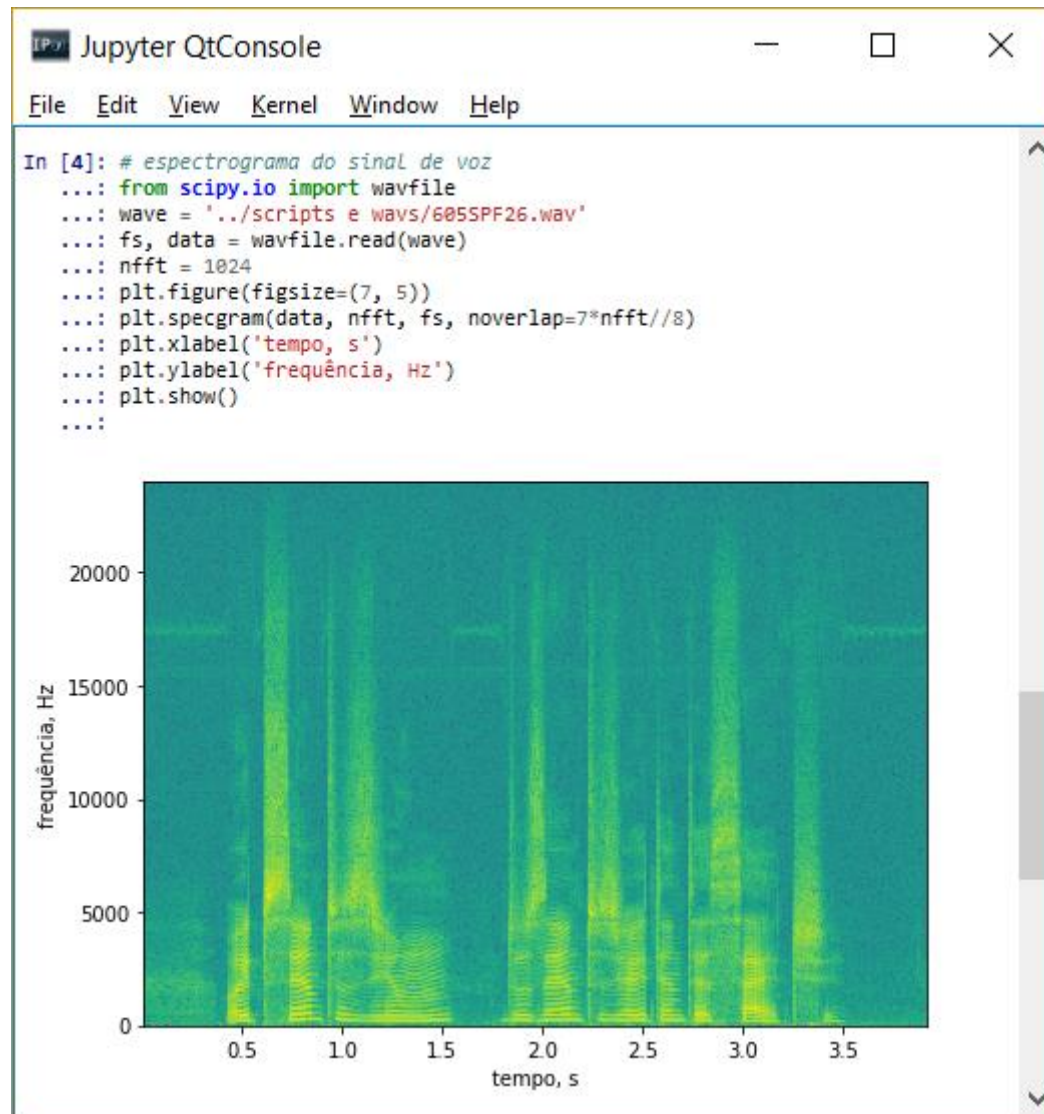 IP[y] Jupyter QtConsole
File Edit View Kernel Window Help
In [4]: # espectrograma do sinal de voz
...: from scipy.io import wavfile
...: wave = '../scripts e wavs/605SPF26.wav'
...: fs, data = wavfile.read(wave)
...: nfft = 1024
...: plt.figure(figsize=(7, 5))
...: plt.specgram(data, nfft, fs, noverlap=7*nfft//8)
...: plt.xlabel('tempo, s')
...: plt.ylabel('frequência, Hz')
...: plt.show()
...:
20000
15000
10000
5000
0
frequência, Hz
0.5 1.0 1.5 2.0 2.5 3.0 3.5
tempo, s